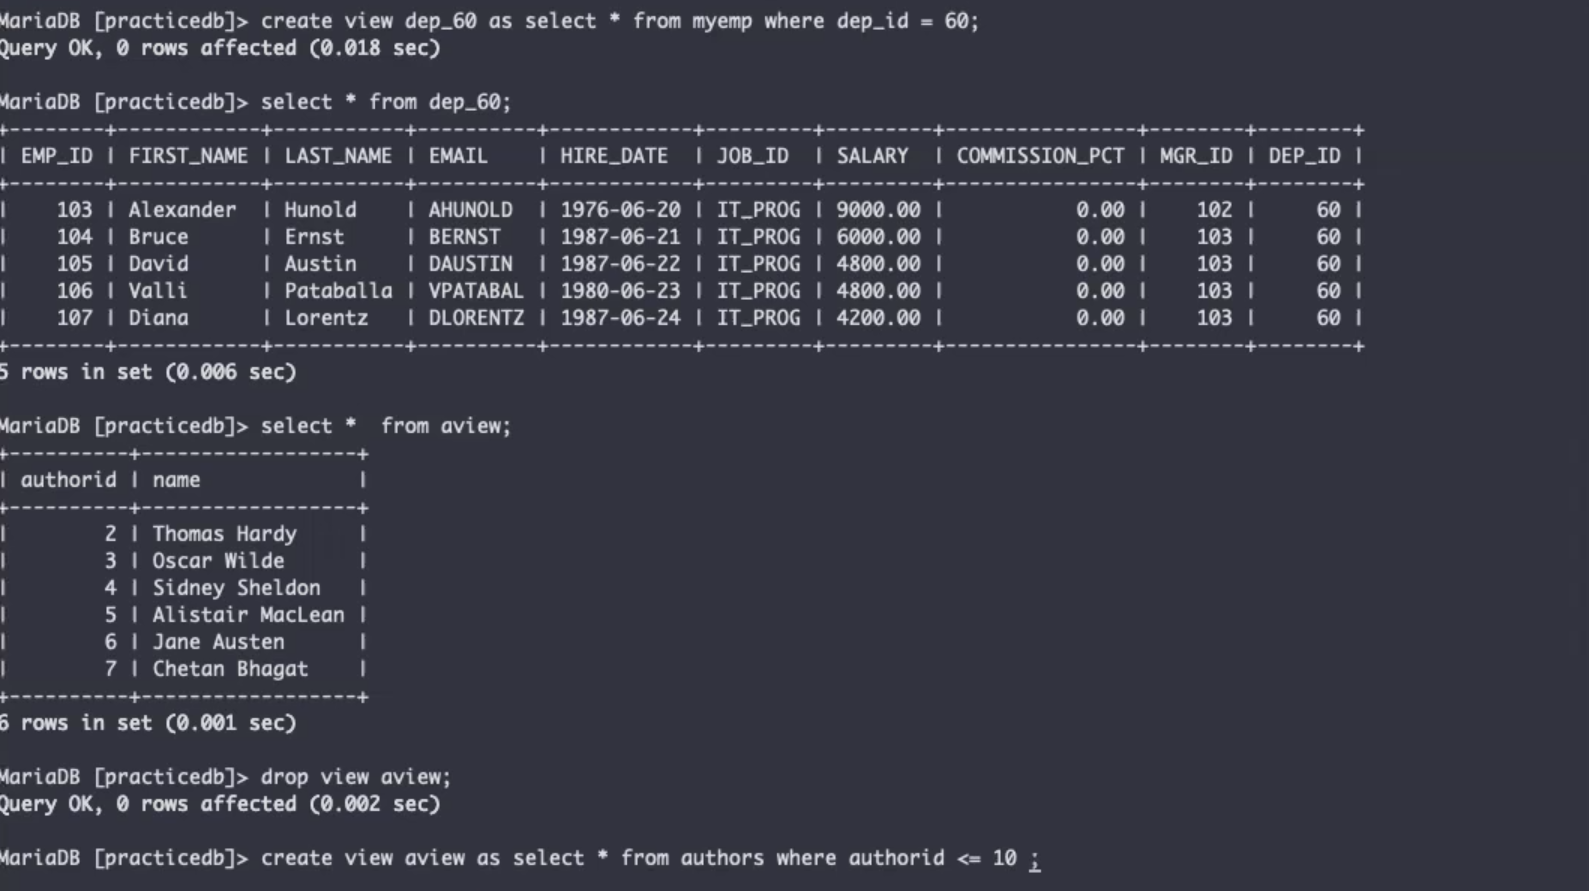 MariaDB [practicedb]> create view dep_60 as select * from myemp where dep_id = 60;
Query OK, 0 rows affected (0.018 sec)
MariaDB [practicedb]> select * from dep_60;
+--------+------------+-----------+----------+------------+---------+---------+----------------+--------+--------+
| EMP_ID | FIRST_NAME | LAST_NAME | EMAIL    | HIRE_DATE  | JOB_ID  | SALARY  | COMMISSION_PCT | MGR_ID | DEP_ID |
+--------+------------+-----------+----------+------------+---------+---------+----------------+--------+--------+
|    103 | Alexander  | Hunold    | AHUNOLD  | 1976-06-20 | IT_PROG | 9000.00 |           0.00 |    102 |     60 |
|    104 | Bruce      | Ernst     | BERNST   | 1987-06-21 | IT_PROG | 6000.00 |           0.00 |    103 |     60 |
|    105 | David      | Austin    | DAUSTIN  | 1987-06-22 | IT_PROG | 4800.00 |           0.00 |    103 |     60 |
|    106 | Valli      | Pataballa | VPATABAL | 1980-06-23 | IT_PROG | 4800.00 |           0.00 |    103 |     60 |
|    107 | Diana      | Lorentz   | DLORENTZ | 1987-06-24 | IT_PROG | 4200.00 |           0.00 |    103 |     60 |
+--------+------------+-----------+----------+------------+---------+---------+----------------+--------+--------+
5 rows in set (0.006 sec)
MariaDB [practicedb]> select *  from aview;
+----------+------------------+
| authorid | name             |
+----------+------------------+
|        2 | Thomas Hardy     |
|        3 | Oscar Wilde      |
|        4 | Sidney Sheldon   |
|        5 | Alistair MacLean |
|        6 | Jane Austen      |
|        7 | Chetan Bhagat    |
+----------+------------------+
6 rows in set (0.001 sec)
MariaDB [practicedb]> drop view aview;
Query OK, 0 rows affected (0.002 sec)
MariaDB [practicedb]> create view aview as select * from authors where authorid <= 10 ;